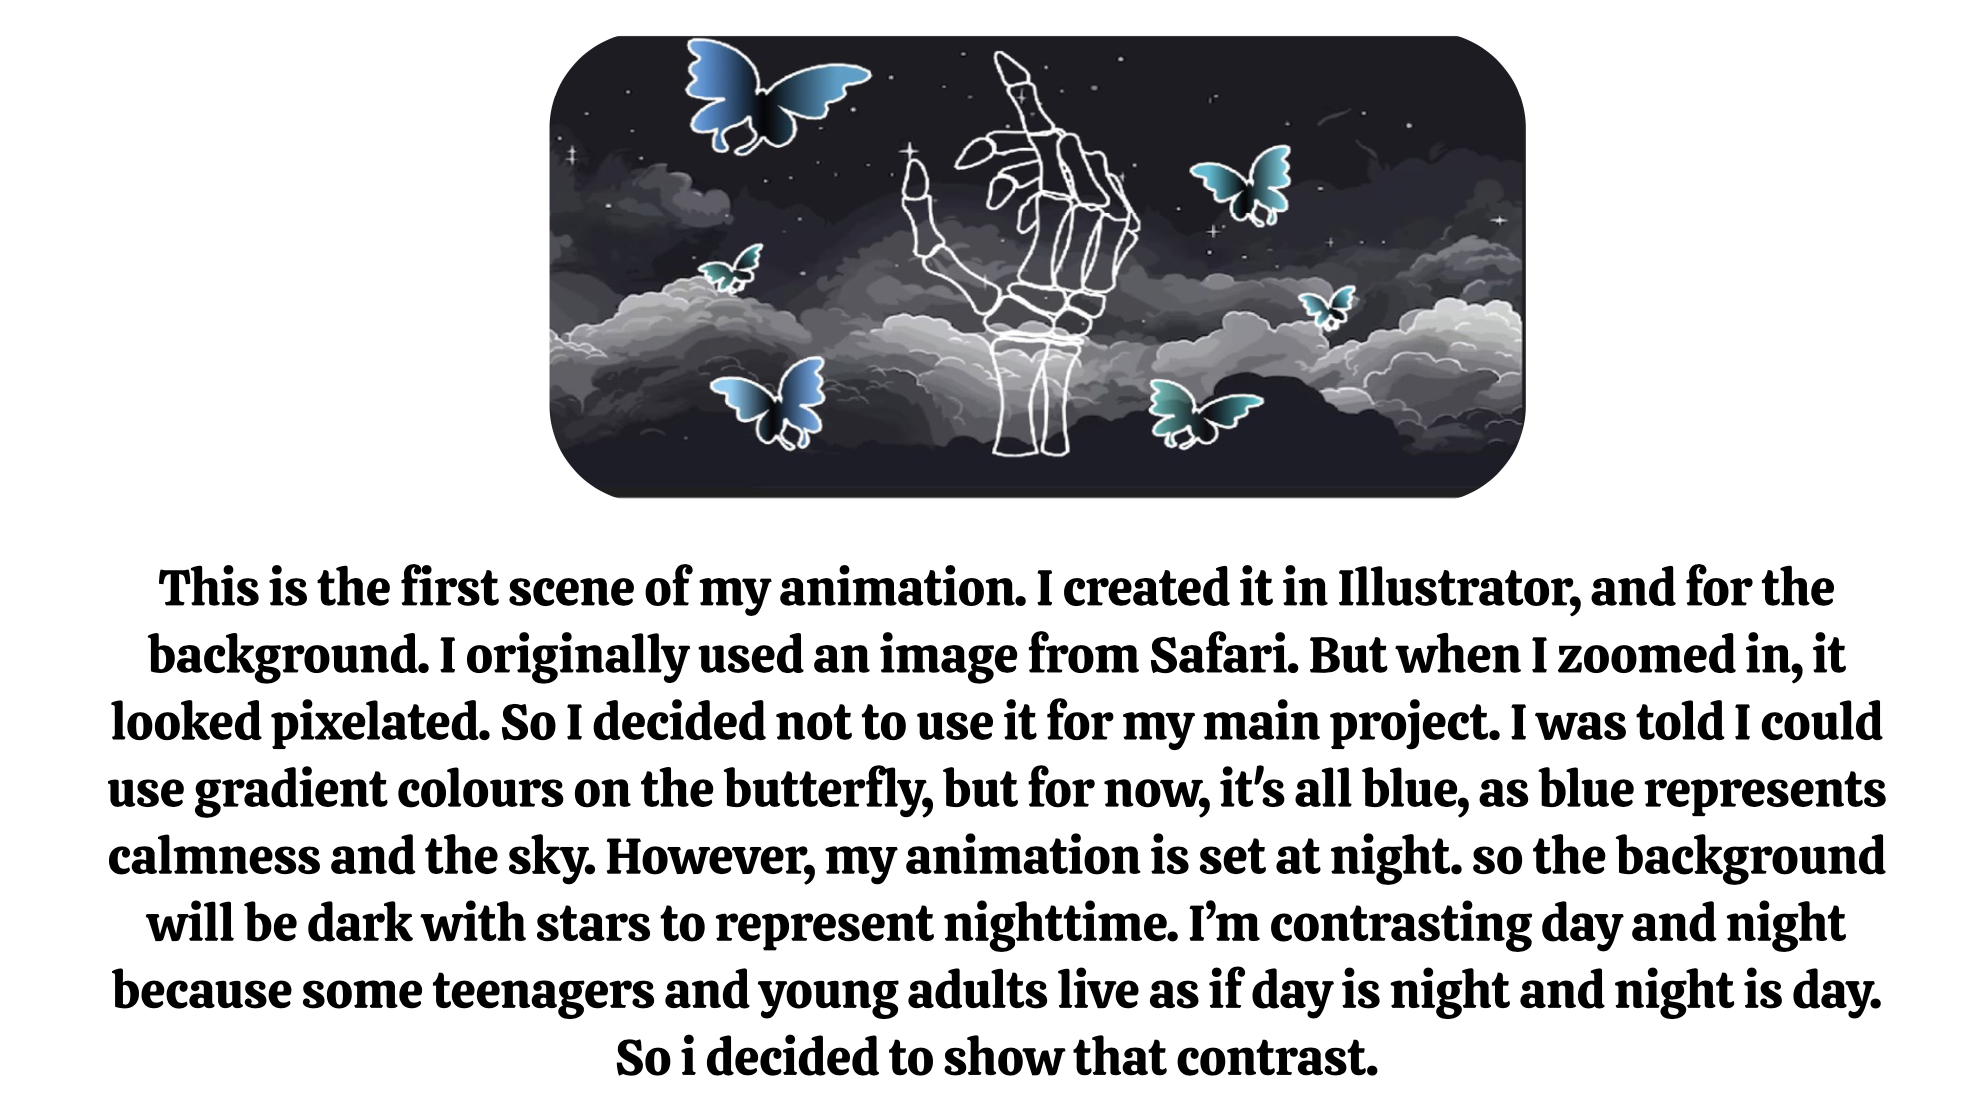 This is the first scene of my animation. I created it in Illustrator, and for the
background. I originally used an image from Safari. But when I zoomed in, it
looked pixelated. So I decided not to use it for my main project. I was told I could
use gradient colours on the butterfly, but for now, it's all blue, as blue represents
calmness and the sky. However, my animation is set at night. so the background
will be dark with stars to represent nighttime. I’m contrasting day and night
because some teenagers and young adults live as if day is night and night is day.
So i decided to show that contrast.